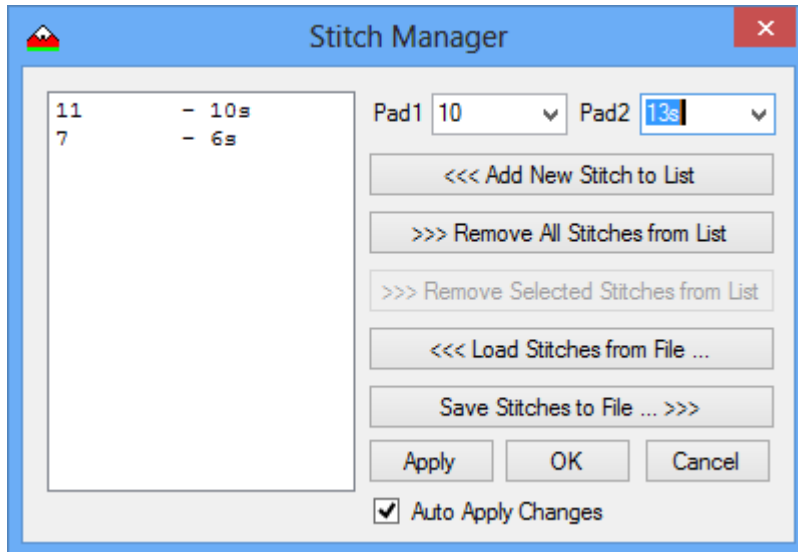 Stitch Manager
11 - 10s
7 - 6s
Pad1 10 Pad2 13s
<<< Add New Stitch to List
>>> Remove All Stitches from List
>>> Remove Selected Stitches from List
<<< Load Stitches from File ...
Save Stitches to File ... >>>
Apply OK Cancel
Auto Apply Changes